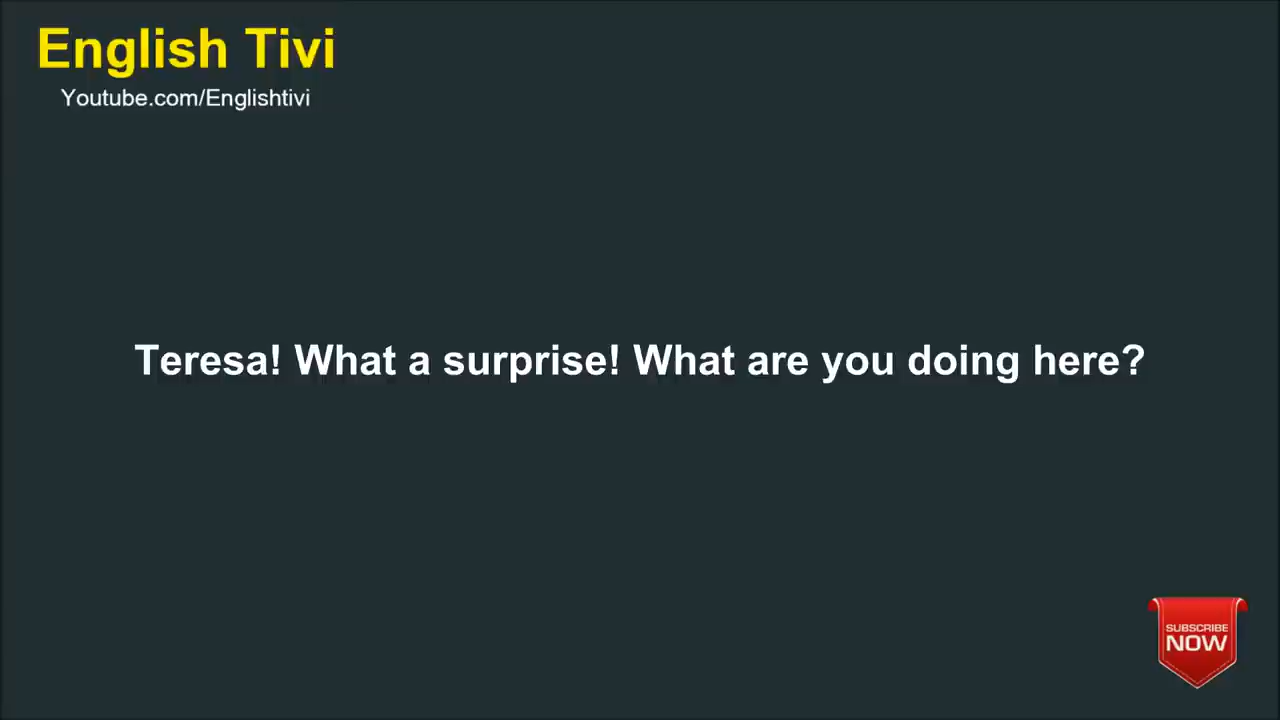 English Tivi
Youtube.com/Englishtivi
Teresa! What a surprise! What are you doing here?
SUBSCRIBE
NOW